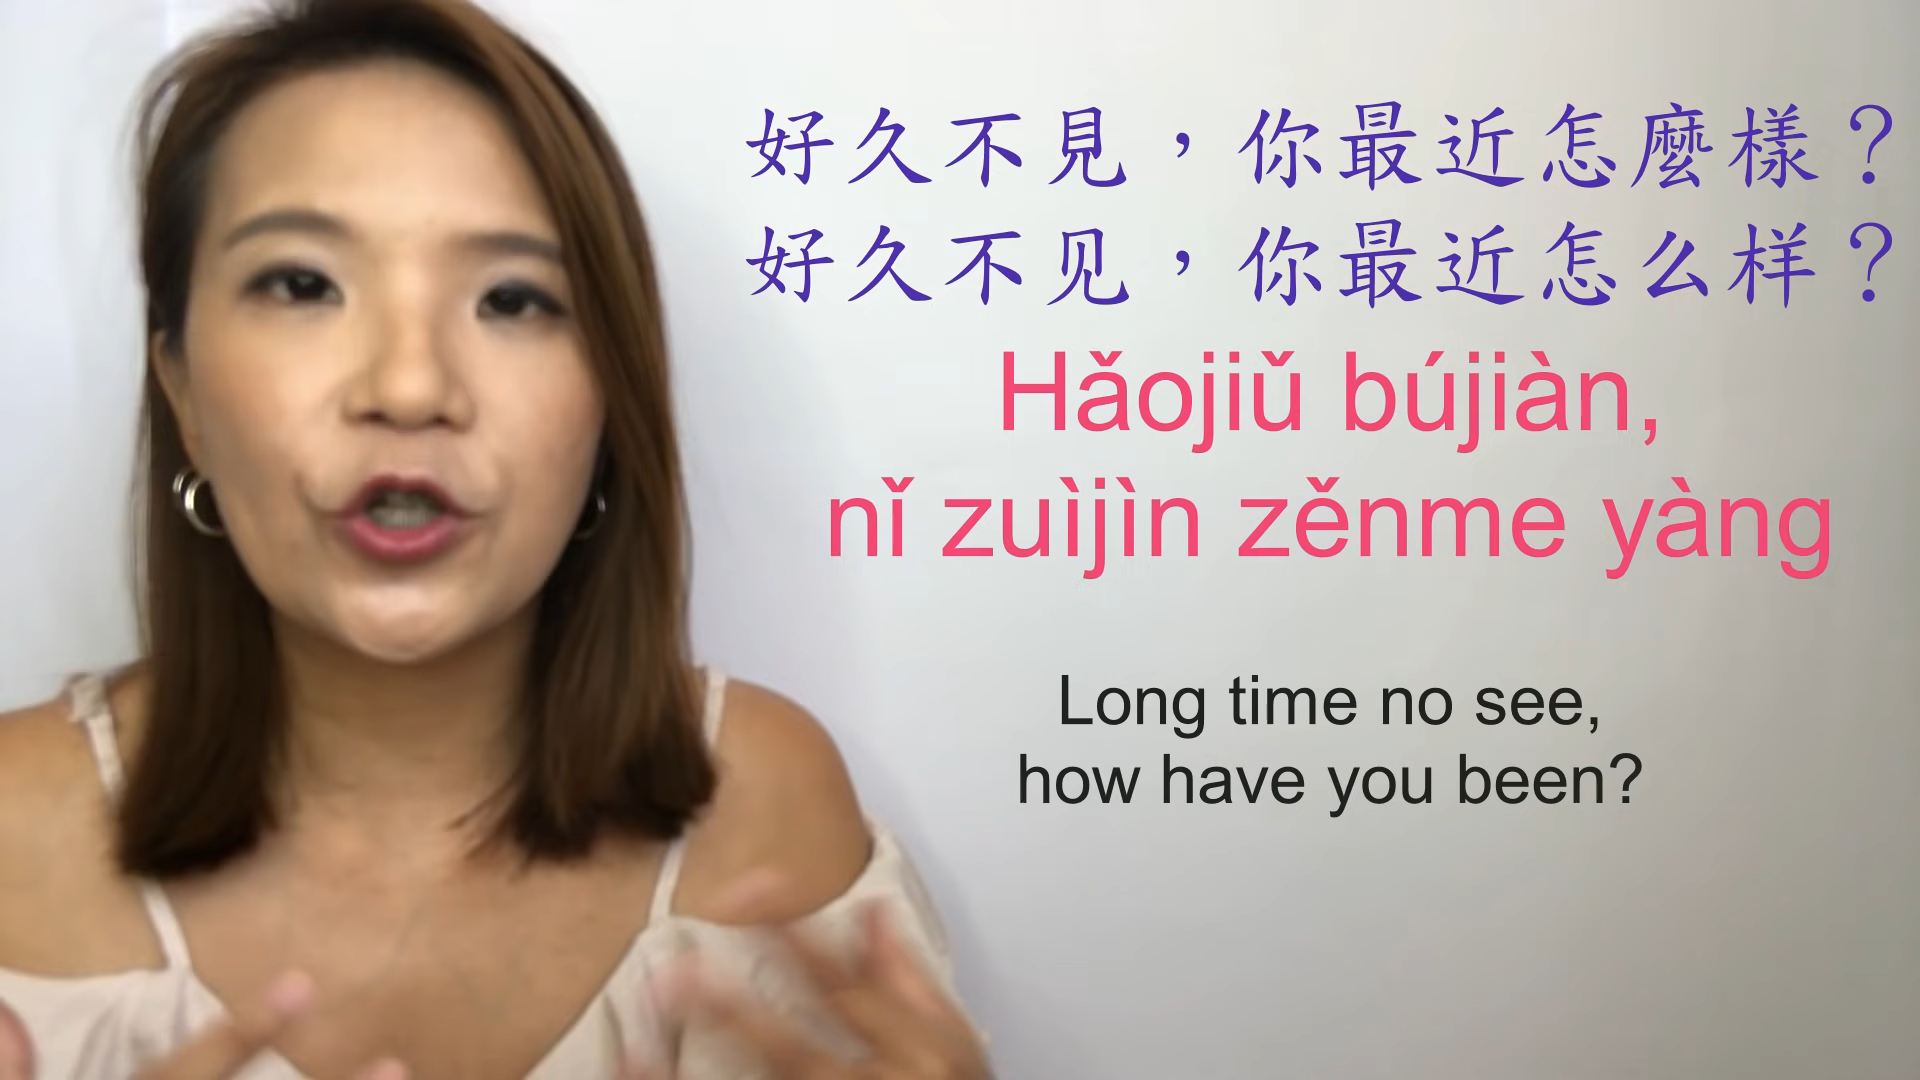 好久不見，你最近怎麼樣？
好久不见，你最近怎么样？
Hǎojiǔ bújiàn,
nǐ zuìjìn zěnme yàng
Long time no see,
how have you been?